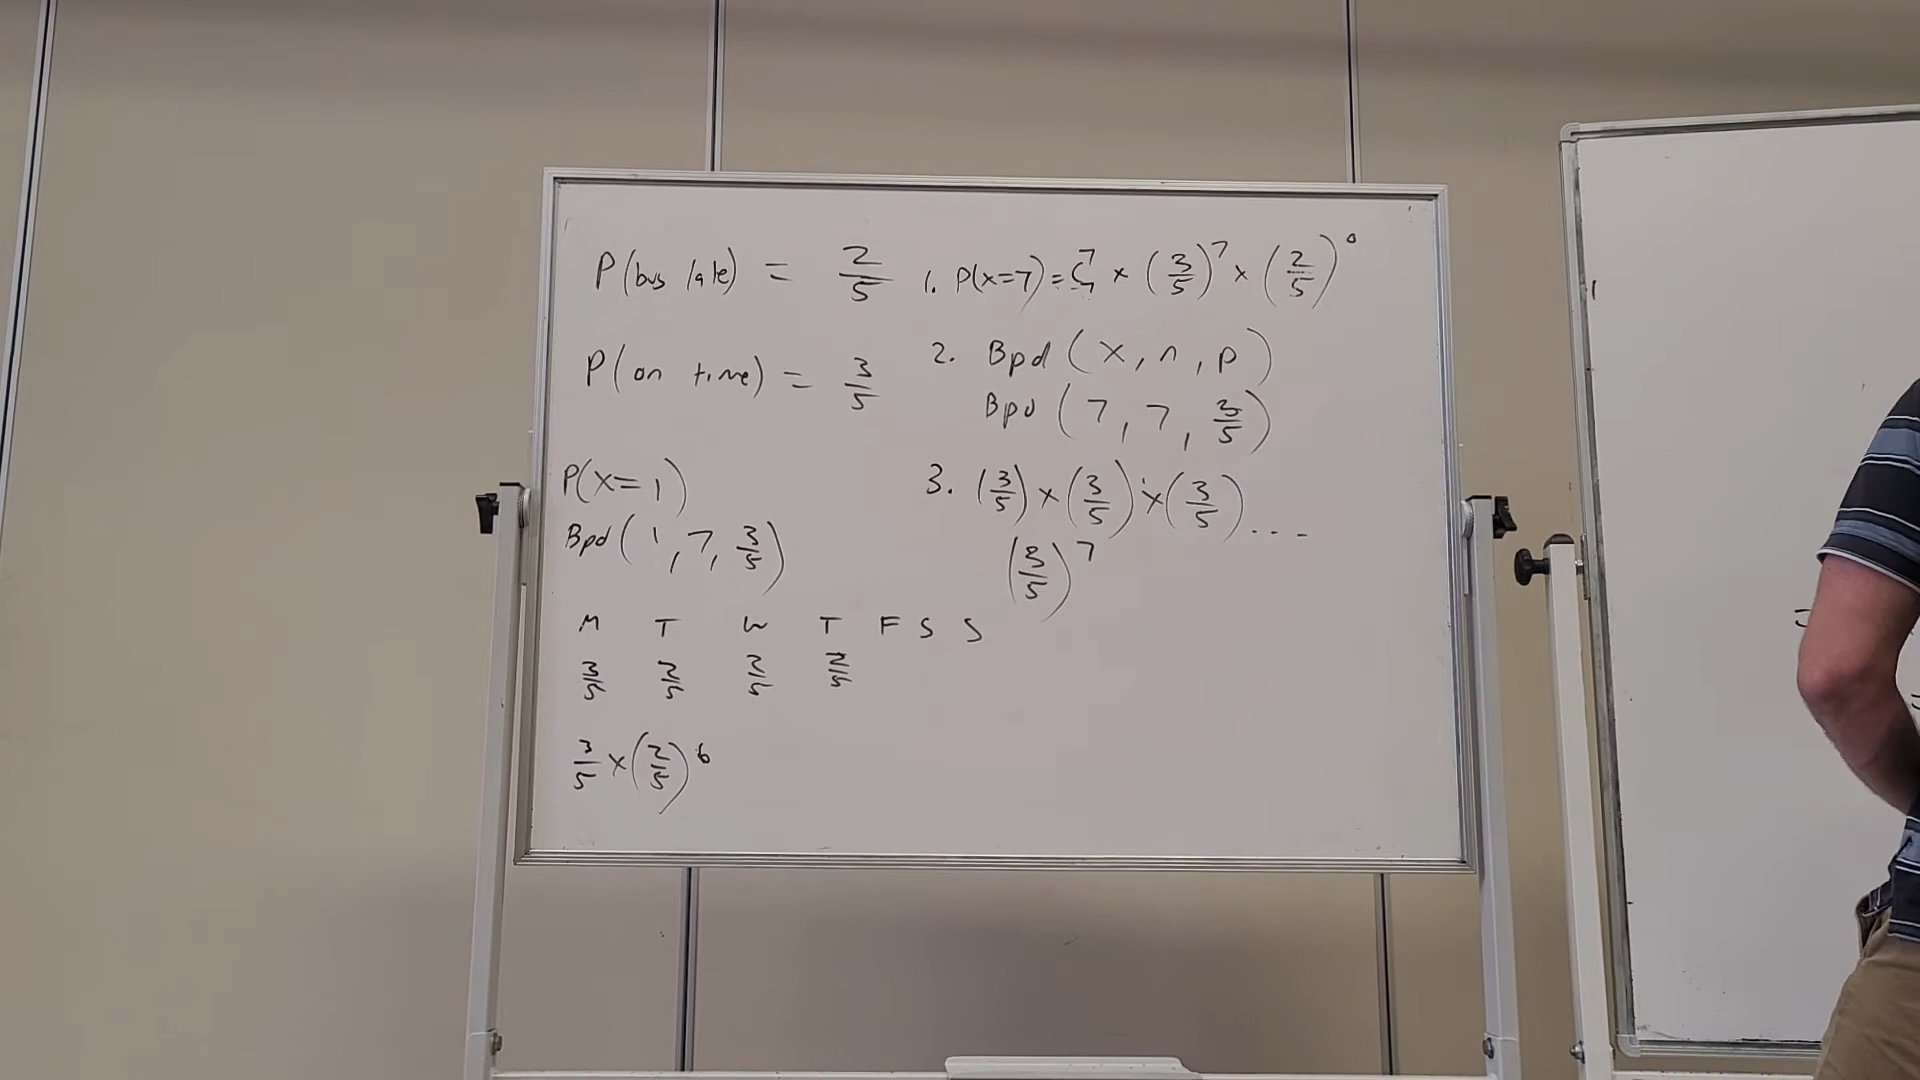 P(bus late) = 2/5
P(on time) = 3/5
P(x=1)
Bpd(1, 7, 3/5)
M T W T F S S
3/5 2/5 2/5 2/5
3/5 × (2/5)^6
1. P(x=7) = C^7_7 × (3/5)^7 × (2/5)^0
2. Bpd(x, n, p)
Bpd(7, 7, 3/5)
3. (3/5) × (3/5) × (3/5) ...
(3/5)^7